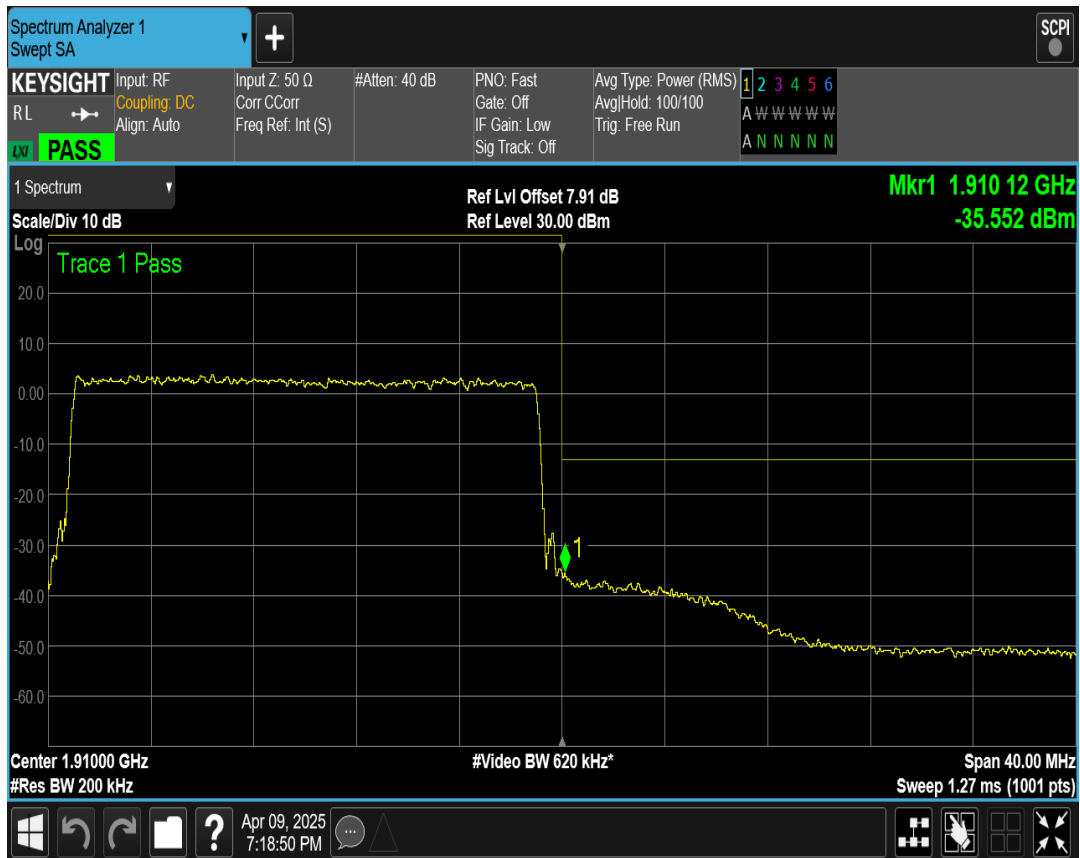 Spectrum Analyzer 1
Swept SA
+
SCPI
KEYSIGHT
RL
LXI PASS
Input: RF
Coupling: DC
Align: Auto
Input Z: 50 Ω
Corr CCorr
Freq Ref: Int (S)
#Atten: 40 dB
PNO: Fast
Gate: Off
IF Gain: Low
Sig Track: Off
Avg Type: Power (RMS)
Avg|Hold: 100/100
Trig: Free Run
1 2 3 4 5 6
A W W W W W
A N N N N N
1 Spectrum
Scale/Div 10 dB
Ref Lvl Offset 7.91 dB
Ref Level 30.00 dBm
Mkr1 1.910 12 GHz
-35.552 dBm
Log
Trace 1 Pass
20.0
10.0
0.00
-10.0
-20.0
-30.0
1
-40.0
-50.0
-60.0
Center 1.91000 GHz
#Res BW 200 kHz
#Video BW 620 kHz*
Span 40.00 MHz
Sweep 1.27 ms (1001 pts)
?
Apr 09, 2025
7:18:50 PM